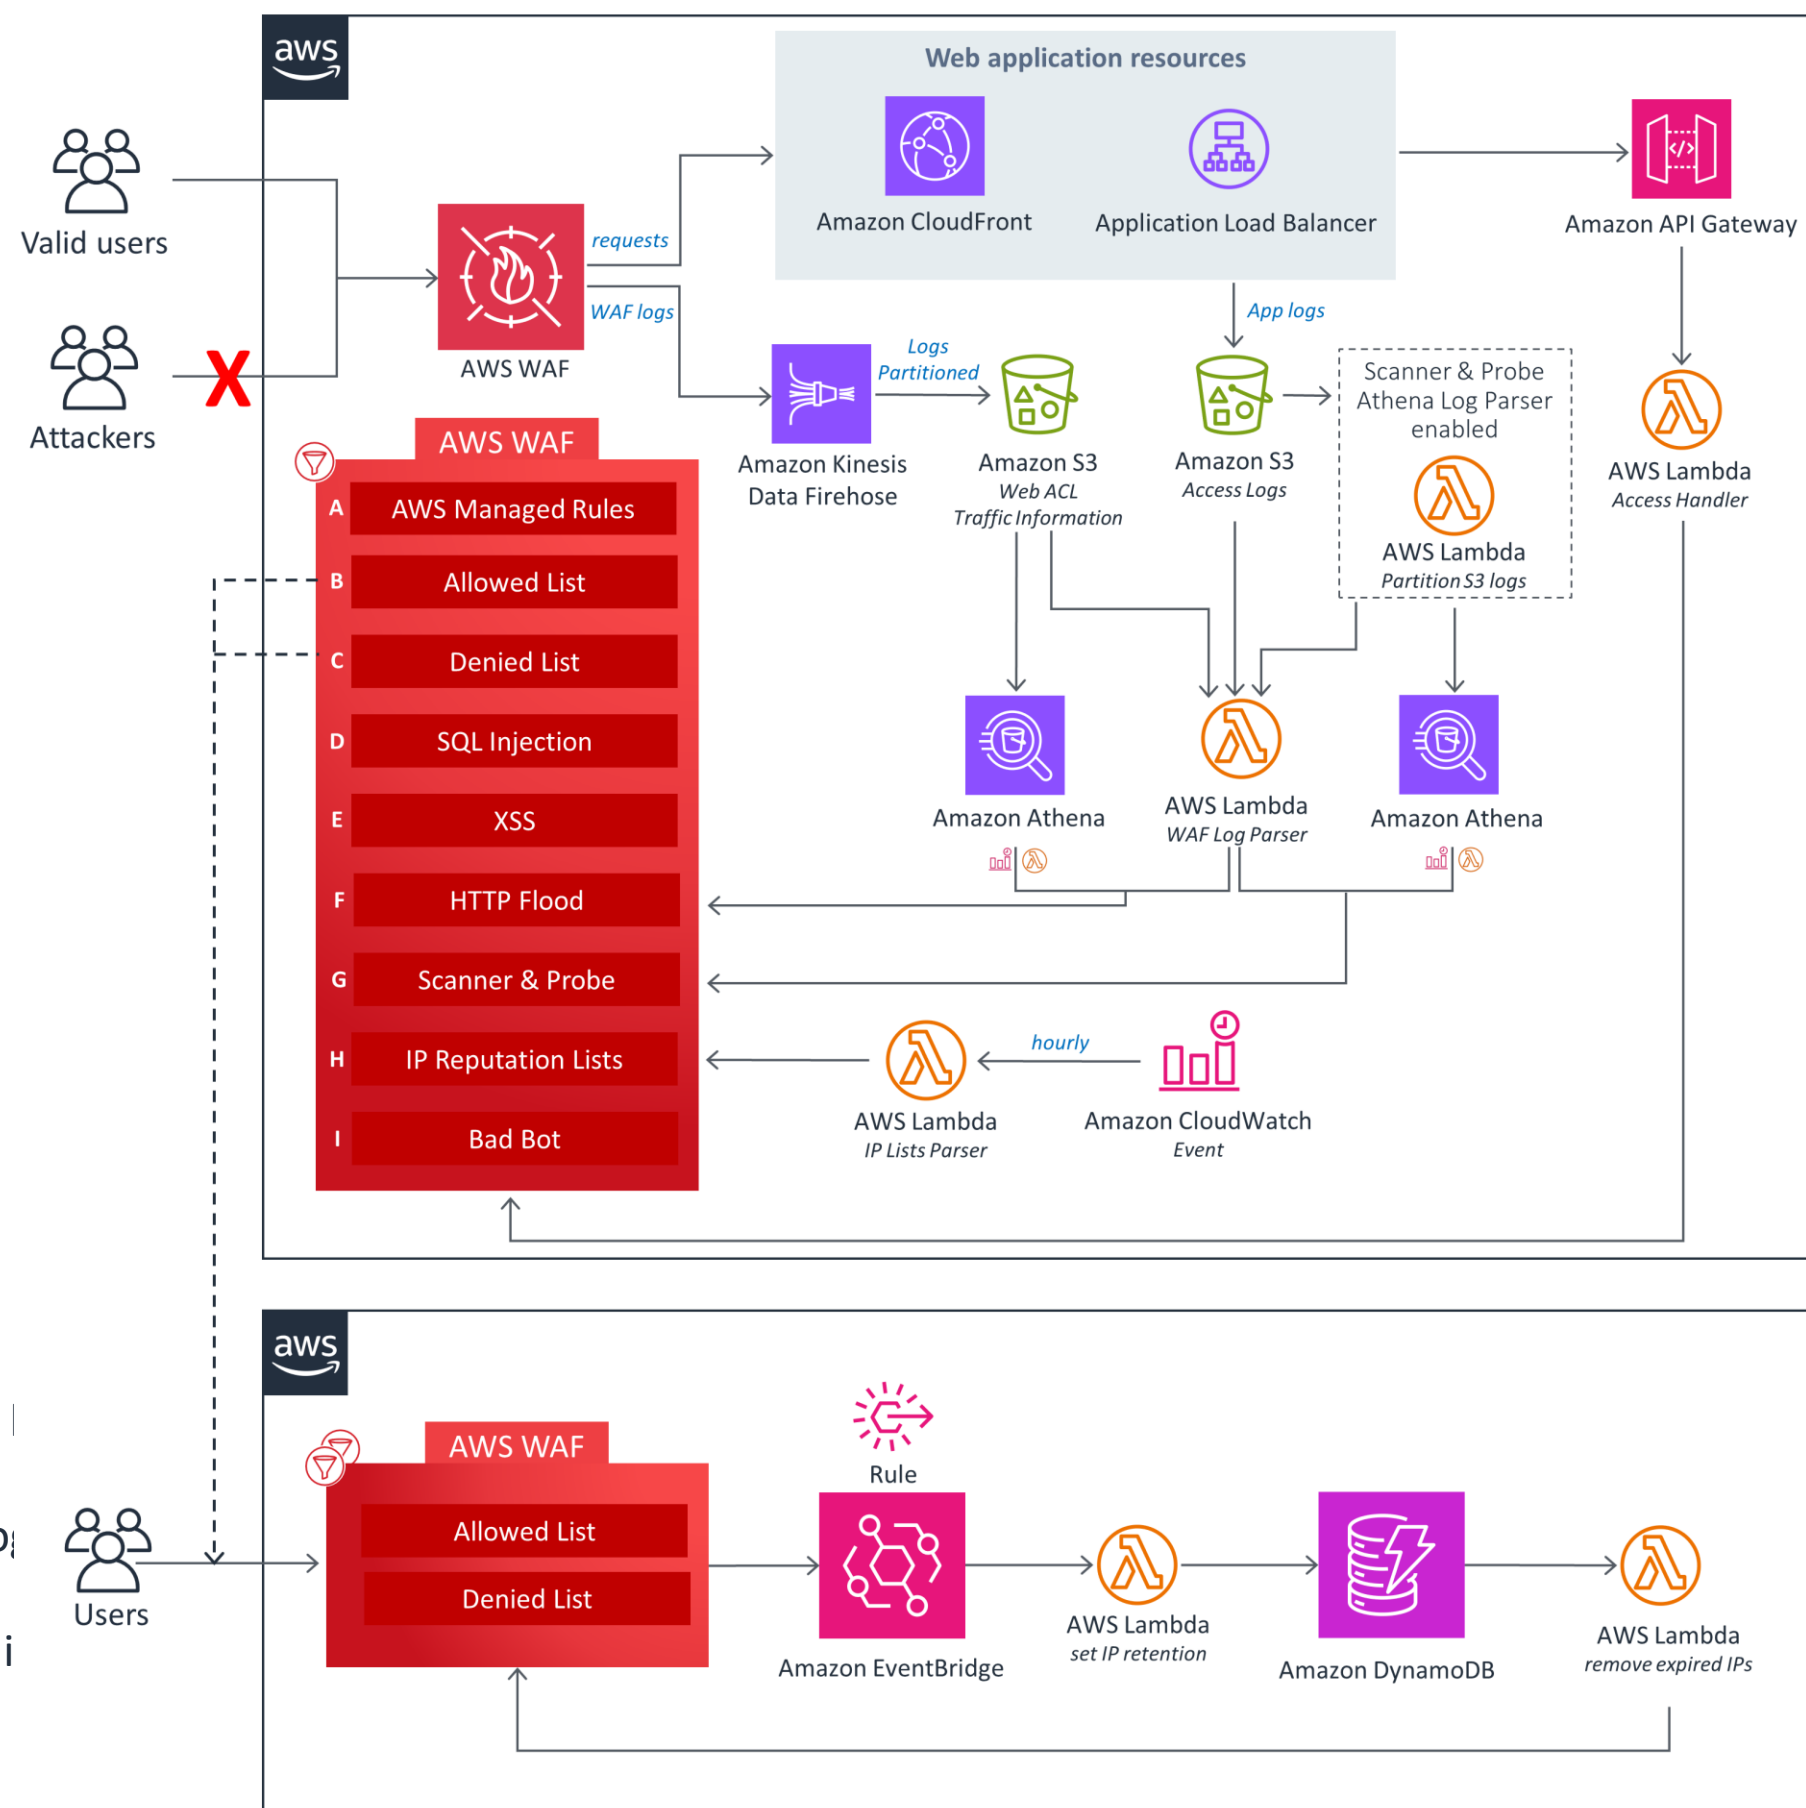 aws
Web application resources
Amazon CloudFront
Application Load Balancer
Amazon API Gateway
Valid users
Attackers
X
AWS WAF
requests
WAF logs
App logs
Logs
Partitioned
Amazon Kinesis
Data Firehose
Amazon S3
Web ACL
Traffic Information
Amazon S3
Access Logs
Scanner & Probe
Athena Log Parser
enabled
AWS Lambda
Partition S3 logs
AWS Lambda
Access Handler
AWS WAF
A AWS Managed Rules
B Allowed List
C Denied List
D SQL Injection
E XSS
F HTTP Flood
G Scanner & Probe
H IP Reputation Lists
I Bad Bot
Amazon Athena
AWS Lambda
WAF Log Parser
Amazon Athena
hourly
AWS Lambda
IP Lists Parser
Amazon CloudWatch
Event
aws
Users
AWS WAF
Allowed List
Denied List
Rule
Amazon EventBridge
AWS Lambda
set IP retention
Amazon DynamoDB
AWS Lambda
remove expired IPs